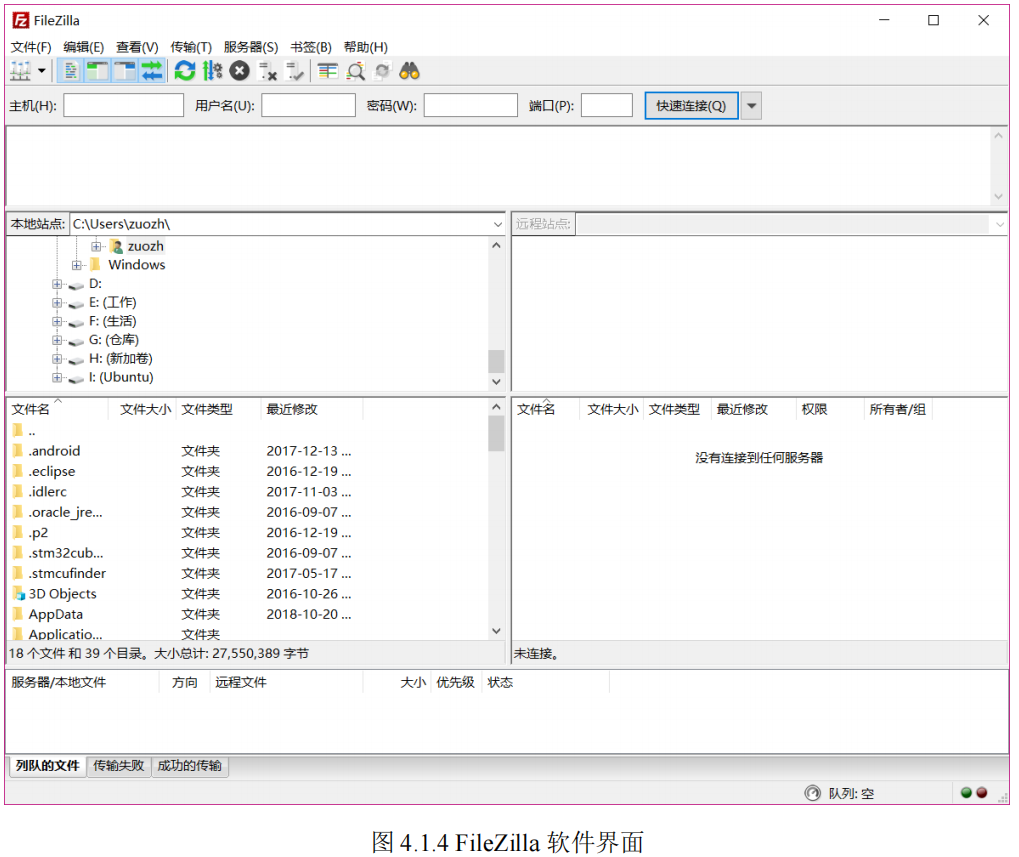 FileZilla
文件(F) 编辑(E) 查看(V) 传输(T) 服务器(S) 书签(B) 帮助(H)
主机(H): 用户名(U): 密码(W): 端口(P): 快速连接(Q)
本地站点: C:\Users\zuozh\
远程站点:
zuozh
Windows
D:
E: (工作)
F: (生活)
G: (仓库)
H: (新加卷)
I: (Ubuntu)
文件名 文件大小 文件类型 最近修改
..
.android 文件夹 2017-12-13 ...
.eclipse 文件夹 2016-12-19 ...
.idlerc 文件夹 2017-11-03 ...
.oracle_jre... 文件夹 2016-09-07 ...
.p2 文件夹 2016-12-19 ...
.stm32cub... 文件夹 2016-09-07 ...
.stmcufinder 文件夹 2017-05-17 ...
3D Objects 文件夹 2016-10-26 ...
AppData 文件夹 2018-10-20 ...
Applicatio... 文件夹
18 个文件 和 39 个目录。大小总计: 27,550,389 字节
文件名 文件大小 文件类型 最近修改 权限 所有者/组
没有连接到任何服务器
未连接。
服务器/本地文件 方向 远程文件 大小 优先级 状态
列队的文件 传输失败 成功的传输
队列: 空
图 4.1.4 FileZilla 软件界面